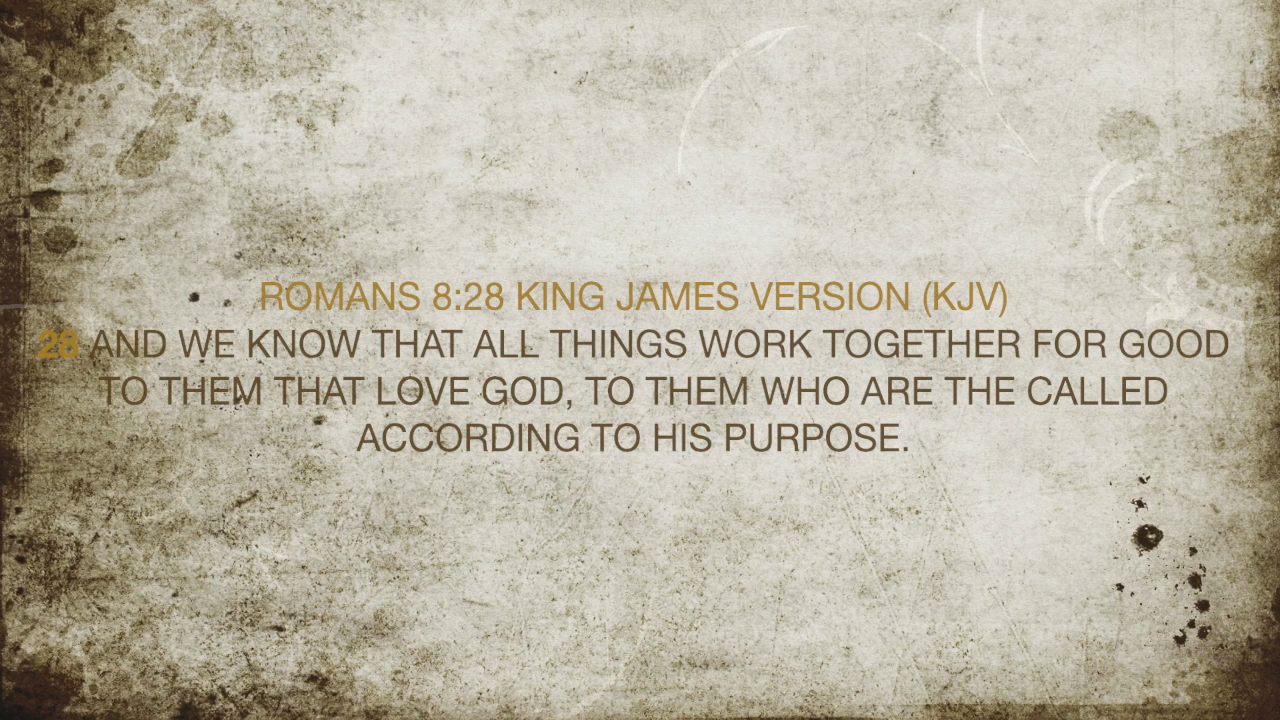 ROMANS 8:28 KING JAMES VERSION (KJV)
28 AND WE KNOW THAT ALL THINGS WORK TOGETHER FOR GOOD
TO THEM THAT LOVE GOD, TO THEM WHO ARE THE CALLED
ACCORDING TO HIS PURPOSE.